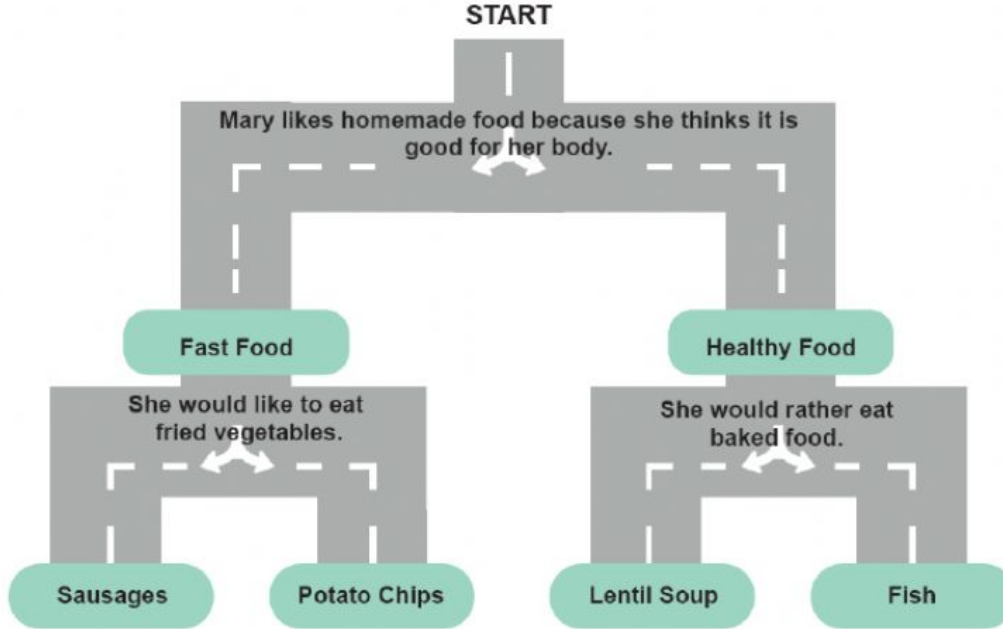 START
Mary likes homemade food because she thinks it is
good for her body.
Fast Food
Healthy Food
She would like to eat
fried vegetables.
She would rather eat
baked food.
Sausages
Potato Chips
Lentil Soup
Fish